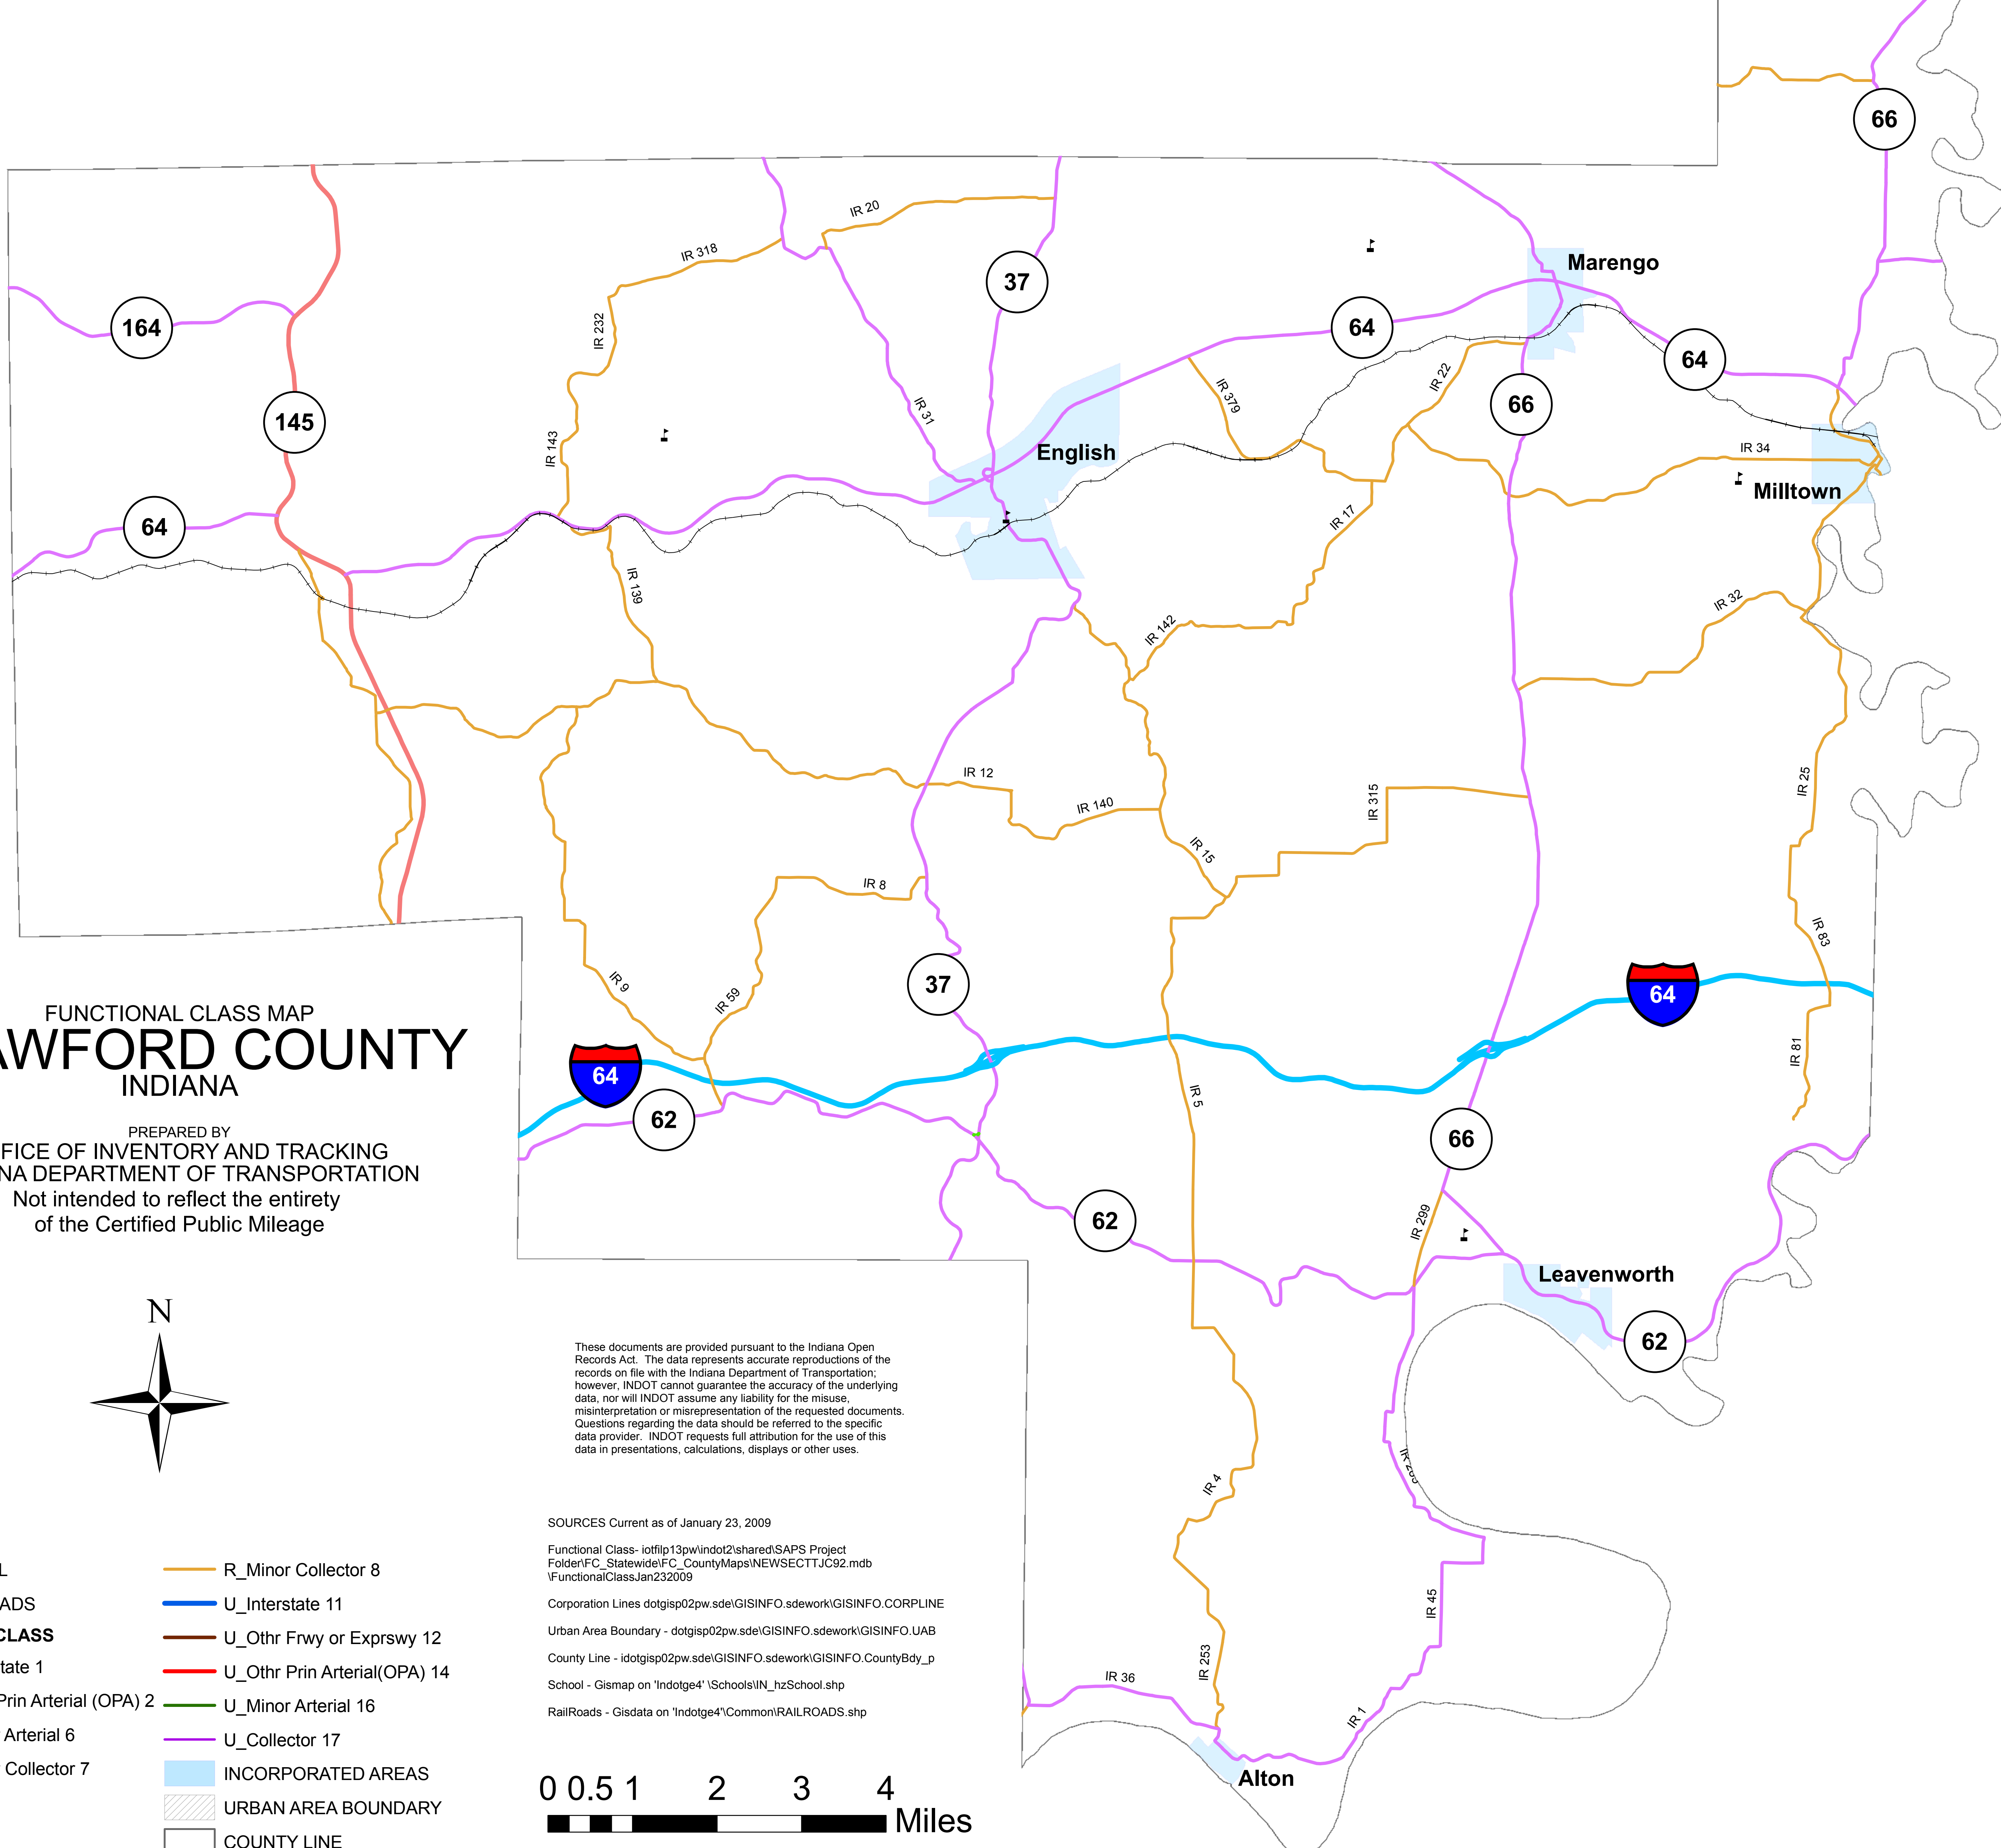 66
IR 20
IR 318
Marengo
37
164
IR 232
64
64
IR 22
IR 379
66
145
IR 31
IR 143
English
IR 34
Milltown
64
IR 17
IR 139
IR 32
IR 142
IR 12
IR 25
IR 140
IR 315
IR 15
IR 8
IR 83
IR 9
37
IR 59
64
64
IR 81
IR 5
62
66
62
IR 299
Leavenworth
62
IR 4
IR 45
IR 253
IR 36
IR 1
Alton
FUNCTIONAL CLASS MAP
AWFORD COUNTY
INDIANA
PREPARED BY
FICE OF INVENTORY AND TRACKING
NA DEPARTMENT OF TRANSPORTATION
Not intended to reflect the entirety
of the Certified Public Mileage
N
These documents are provided pursuant to the Indiana Open
Records Act. The data represents accurate reproductions of the
records on file with the Indiana Department of Transportation;
however, INDOT cannot guarantee the accuracy of the underlying
data, nor will INDOT assume any liability for the misuse,
misinterpretation or misrepresentation of the requested documents.
Questions regarding the data should be referred to the specific
data provider. INDOT requests full attribution for the use of this
data in presentations, calculations, displays or other uses.
SOURCES Current as of January 23, 2009
Functional Class- iotfilp13pw\indot2\shared\SAPS Project
Folder\FC_Statewide\FC_CountyMaps\NEWSECTTJC92.mdb
\FunctionalClassJan232009
Corporation Lines dotgisp02pw.sde\GISINFO.sdework\GISINFO.CORPLINE
Urban Area Boundary - dotgisp02pw.sde\GISINFO.sdework\GISINFO.UAB
County Line - idotgisp02pw.sde\GISINFO.sdework\GISINFO.CountyBdy_p
School - Gismap on 'Indotge4' \Schools\IN_hzSchool.shp
RailRoads - Gisdata on 'Indotge4'\Common\RAILROADS.shp
L
ADS
CLASS
tate 1
Prin Arterial (OPA) 2
Arterial 6
Collector 7
R_Minor Collector 8
U_Interstate 11
U_Othr Frwy or Exprswy 12
U_Othr Prin Arterial(OPA) 14
U_Minor Arterial 16
U_Collector 17
INCORPORATED AREAS
URBAN AREA BOUNDARY
COUNTY LINE
0 0.5 1 2 3 4
Miles